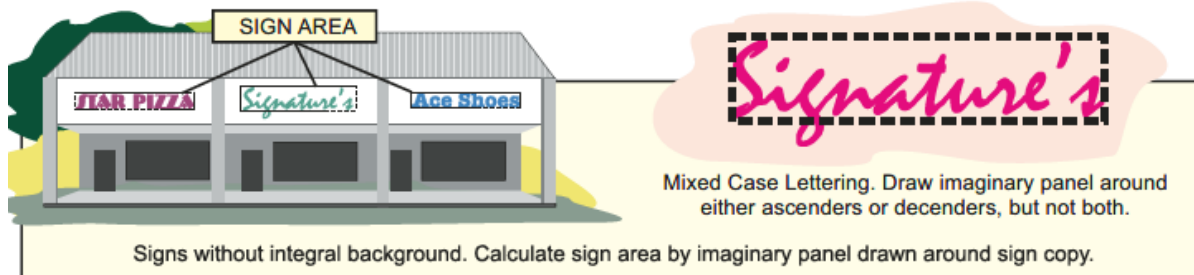 SIGN AREA
STAR PIZZA
Signature's
Ace Shoes
Signature's
Mixed Case Lettering. Draw imaginary panel around
either ascenders or decenders, but not both.
Signs without integral background. Calculate sign area by imaginary panel drawn around sign copy.